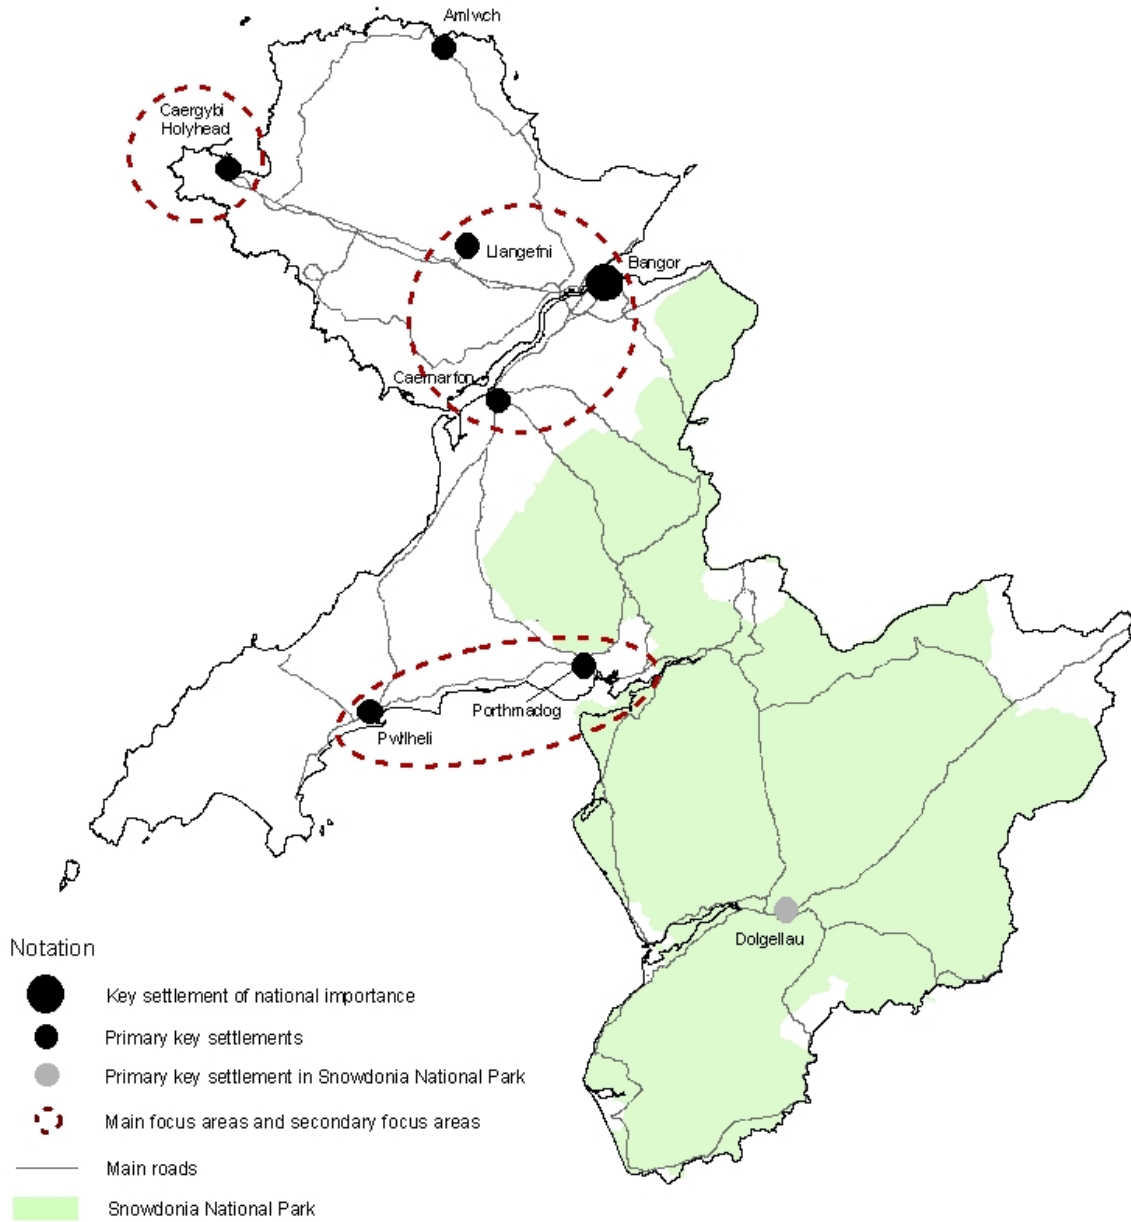 Amlwch
Caergybi
Holyhead
Llangefni
Bangor
Caernarfon
Porthmadog
Pwllheli
Dolgellau
Notation
Key settlement of national importance
Primary key settlements
Primary key settlement in Snowdonia National Park
Main focus areas and secondary focus areas
Main roads
Snowdonia National Park